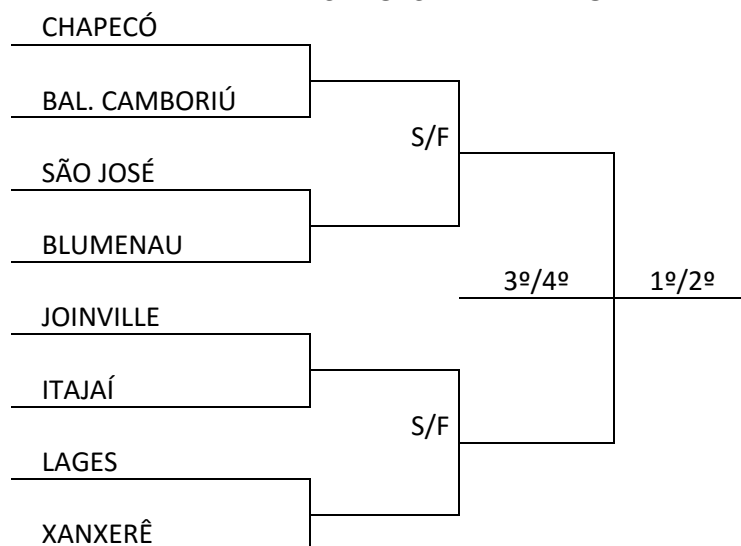 CHAPECÓ
BAL. CAMBORIÚ
S/F
SÃO JOSÉ
BLUMENAU
3º/4º 1º/2º
JOINVILLE
ITAJAÍ
S/F
LAGES
XANXERÊ